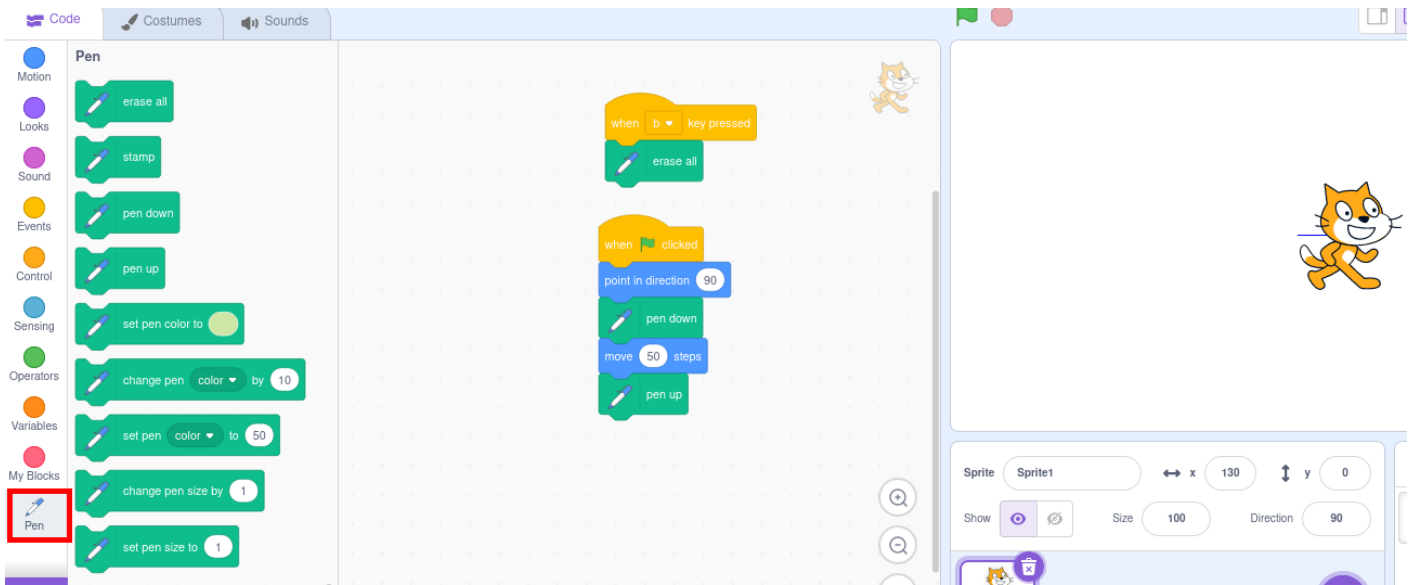 Code
Costumes
Sounds
Motion
Looks
Sound
Events
Control
Sensing
Operators
Variables
My Blocks
Pen
Pen
erase all
stamp
pen down
pen up
set pen color to
change pen color by 10
set pen color to 50
change pen size by 1
set pen size to 1
when b key pressed
erase all
when clicked
point in direction 90
pen down
move 50 steps
pen up
Sprite Sprite1 x 130 y 0
Show Size 100 Direction 90